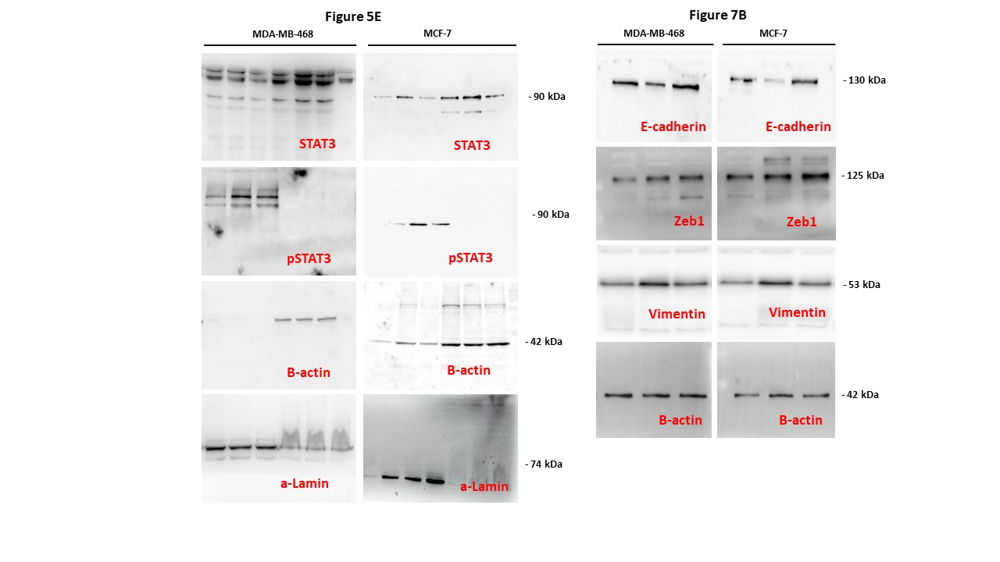 Figure 5E
MDA-MB-468
MCF-7
STAT3
STAT3
- 90 kDa
pSTAT3
pSTAT3
- 90 kDa
B-actin
B-actin
- 42 kDa
a-Lamin
a-Lamin
- 74 kDa
Figure 7B
MDA-MB-468
MCF-7
E-cadherin
E-cadherin
- 130 kDa
Zeb1
Zeb1
- 125 kDa
Vimentin
Vimentin
- 53 kDa
B-actin
B-actin
- 42 kDa